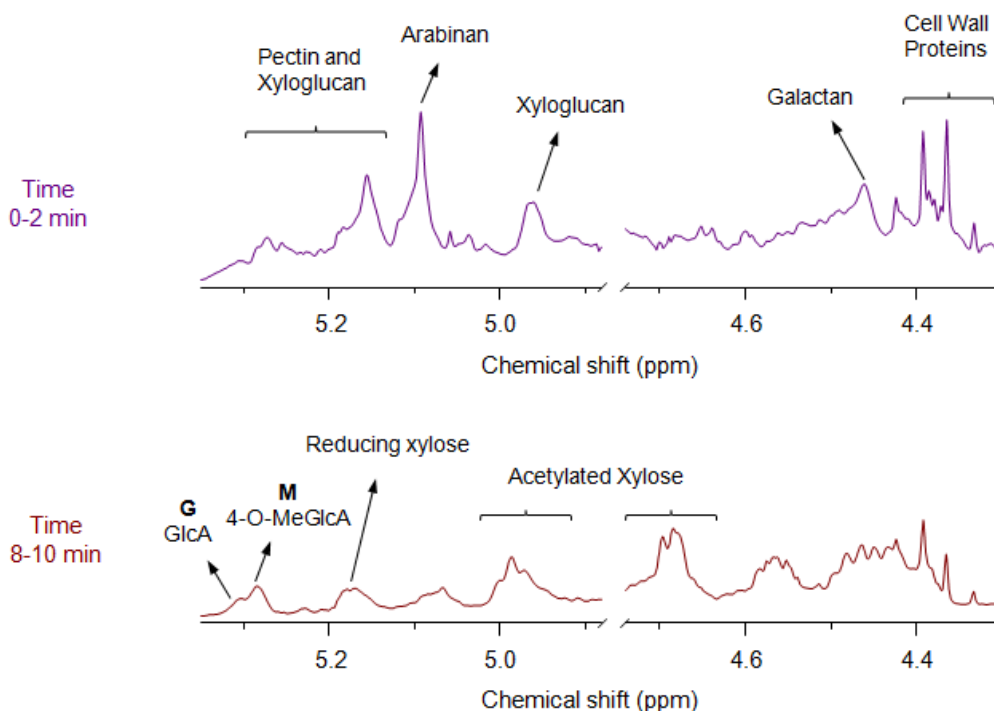 Cell Wall
Proteins
Arabinan
Pectin and
Xyloglucan
Xyloglucan
Galactan
Time
0-2 min
5.2
5.0
4.6
4.4
Chemical shift (ppm)
Reducing xylose
Acetylated Xylose
G
GlcA
M
4-O-MeGlcA
Time
8-10 min
5.2
5.0
4.6
4.4
Chemical shift (ppm)